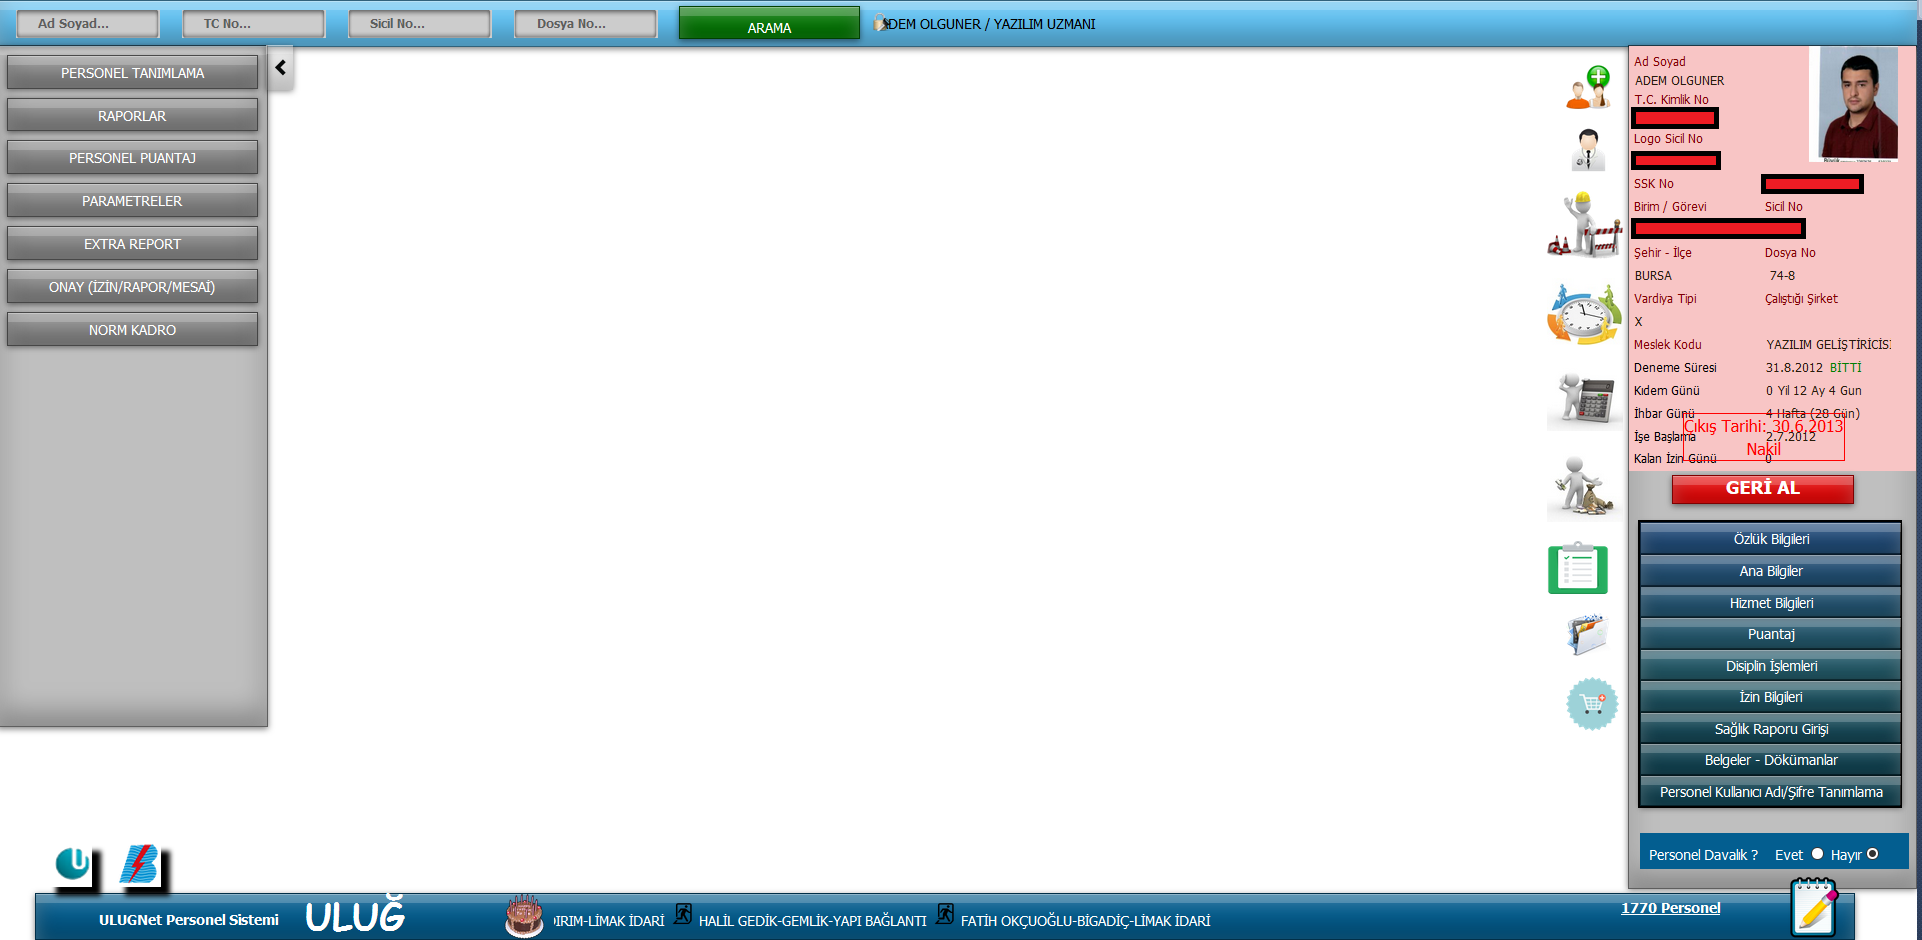 Ad Soyad...
TC No...
Sicil No...
Dosya No...
ARAMA
ADEM OLGUNER / YAZILIM UZMANI
PERSONEL TANIMLAMA
RAPORLAR
PERSONEL PUANTAJ
PARAMETRELER
EXTRA REPORT
ONAY (İZİN/RAPOR/MESAİ)
NORM KADRO
Ad Soyad
ADEM OLGUNER
T.C. Kimlik No
Logo Sicil No
SSK No
Birim / Görevi Sicil No
Şehir - İlçe Dosya No
BURSA 74-8
Vardiya Tipi Çalıştığı Şirket
X
Meslek Kodu YAZILIM GELİŞTİRİCİSİ
Deneme Süresi 31.8.2012 BİTTİ
Kıdem Günü 0 Yil 12 Ay 4 Gun
İhbar Günü 4 Hafta (28 Gün)
Çıkış Tarihi: 30.6.2013
İşe Başlama 2.7.2012
Nakil
Kalan İzin Günü 0
GERİ AL
Özlük Bilgileri
Ana Bilgiler
Hizmet Bilgileri
Puantaj
Disiplin İşlemleri
İzin Bilgileri
Sağlık Raporu Girişi
Belgeler - Dökümanlar
Personel Kullanıcı Adı/Şifre Tanımlama
Personel Davalık ? Evet Hayır
ULUGNet Personel Sistemi
ULUĞ
DIRIM-LİMAK İDARİ
HALİL GEDİK-GEMLİK-YAPI BAĞLANTI
FATİH OKÇUOĞLU-BİGADİÇ-LİMAK İDARİ
1770 Personel